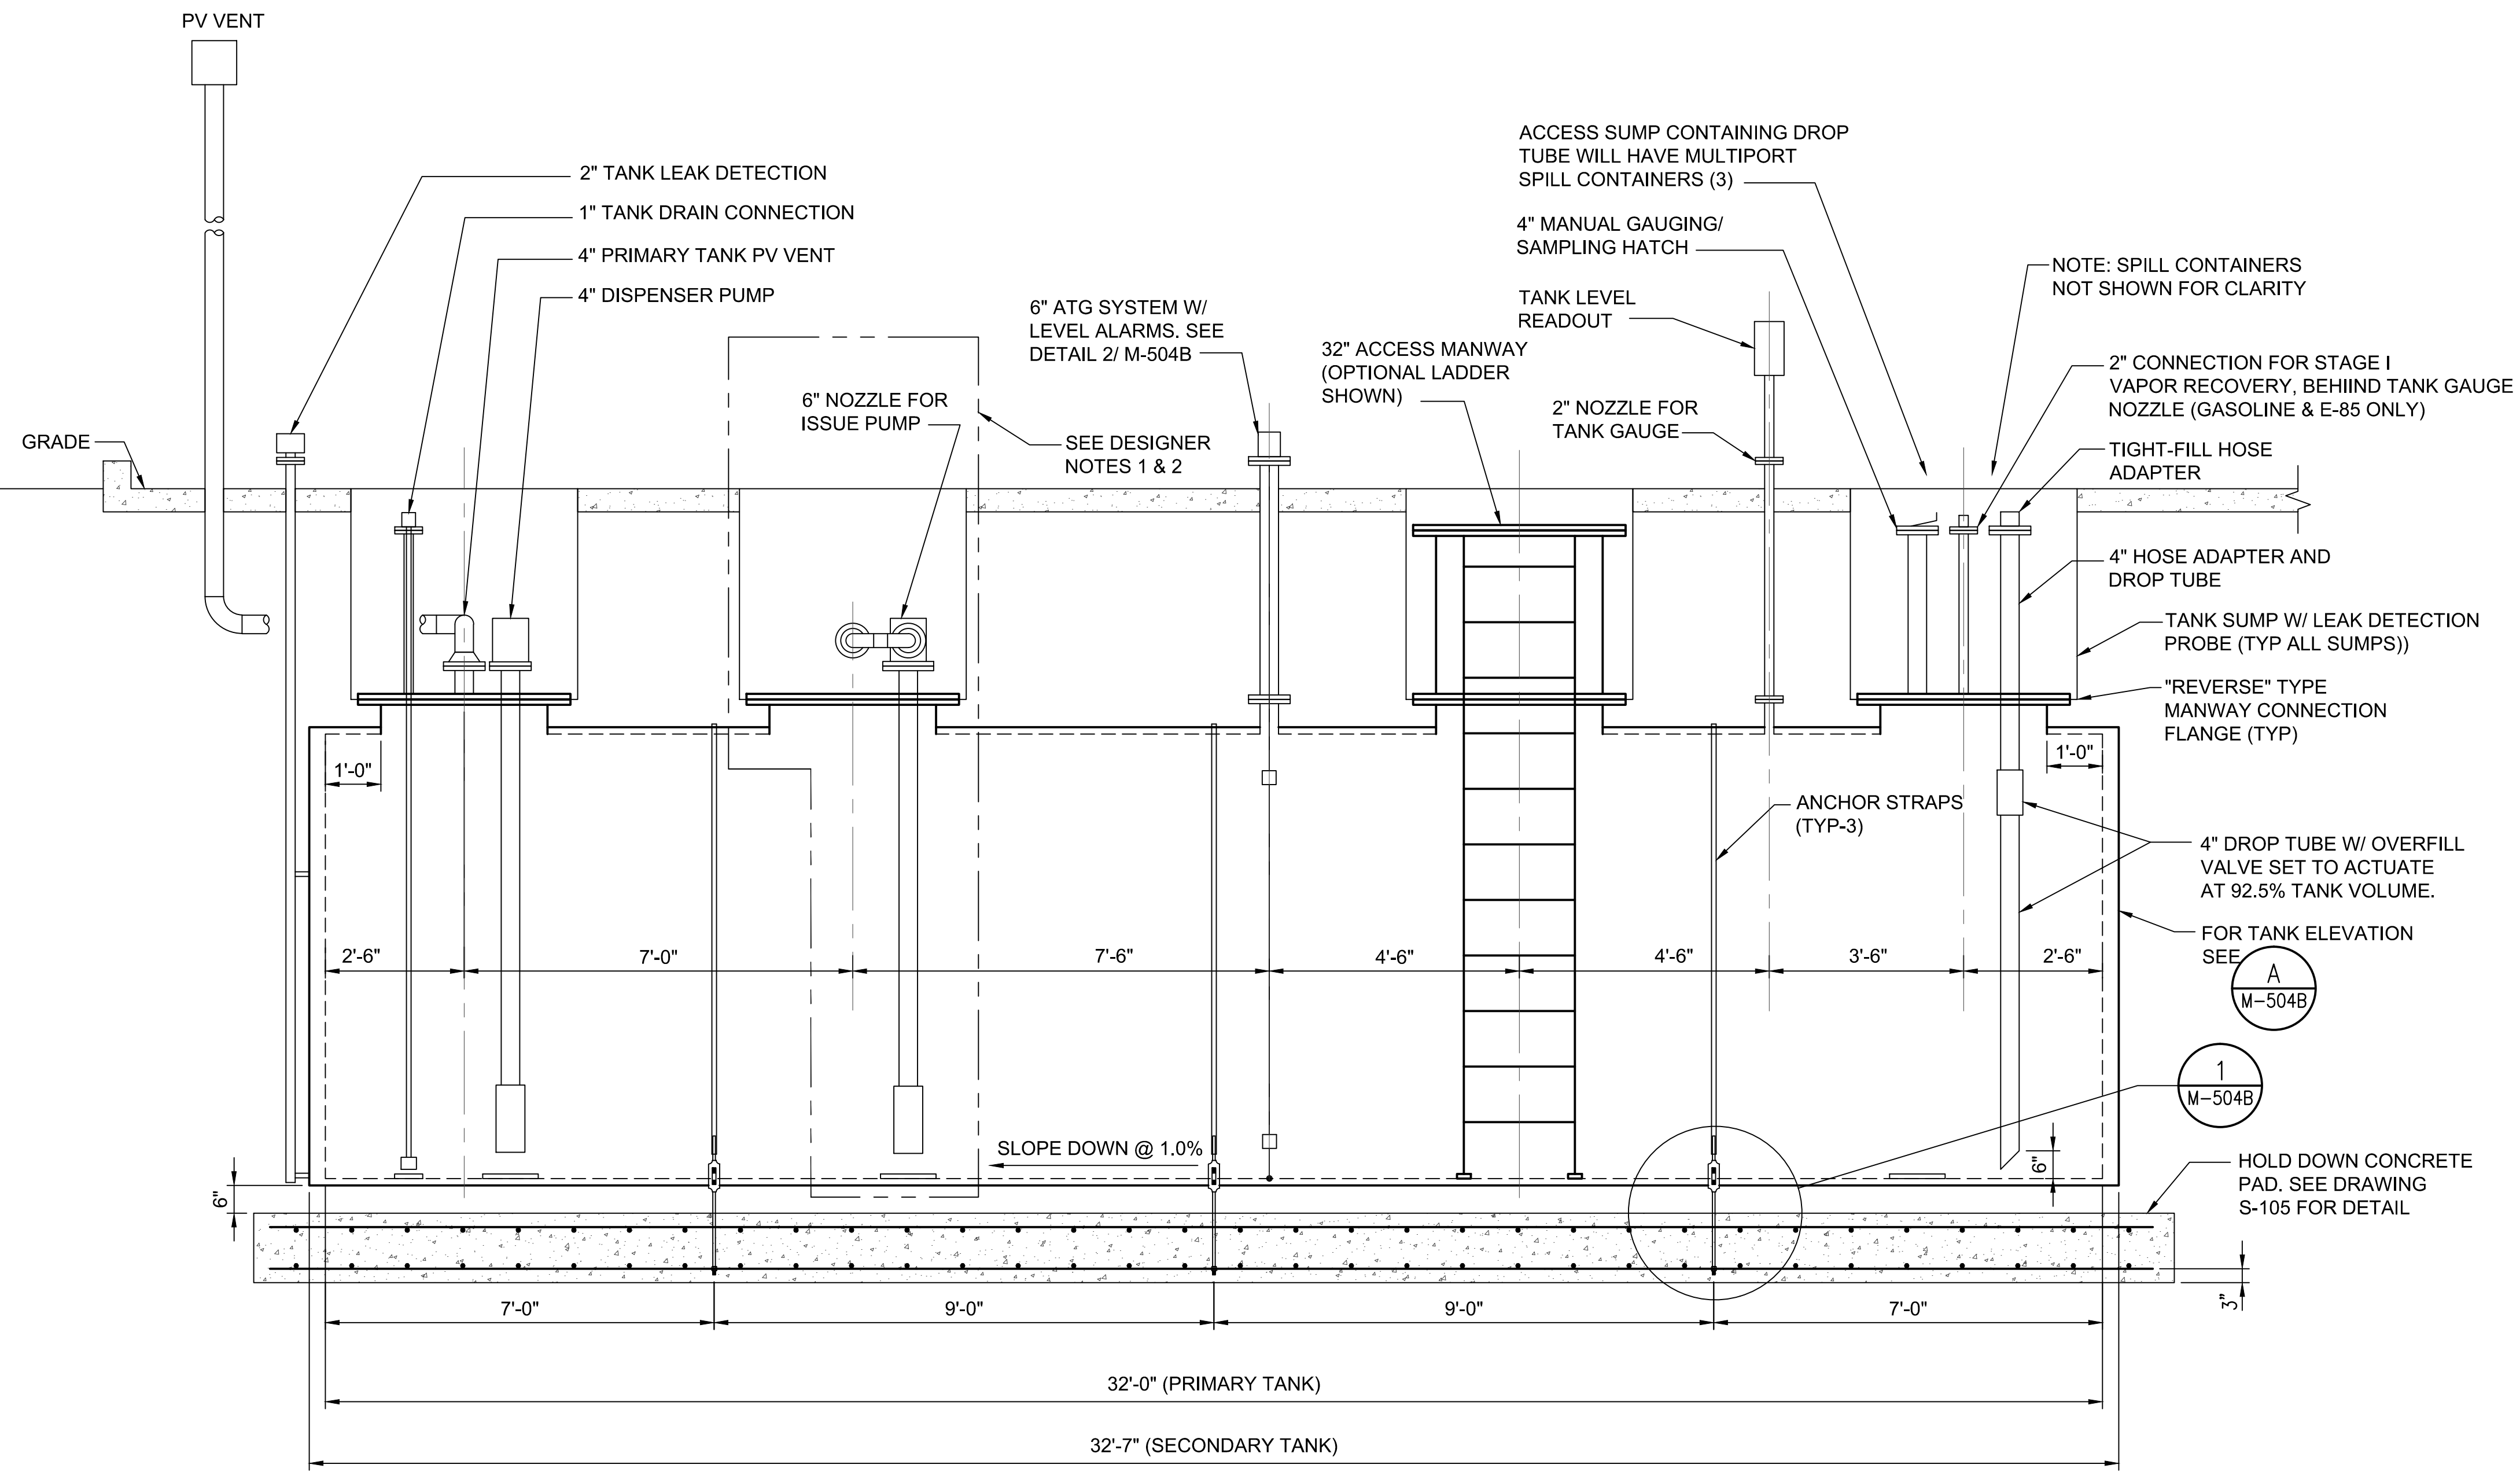 PV VENT
2" TANK LEAK DETECTION
1" TANK DRAIN CONNECTION
4" PRIMARY TANK PV VENT
4" DISPENSER PUMP
GRADE
6" NOZZLE FOR
ISSUE PUMP
SEE DESIGNER
NOTES 1 & 2
6" ATG SYSTEM W/
LEVEL ALARMS. SEE
DETAIL 2/ M-504B
32" ACCESS MANWAY
(OPTIONAL LADDER
SHOWN)
ACCESS SUMP CONTAINING DROP
TUBE WILL HAVE MULTIPORT
SPILL CONTAINERS (3)
4" MANUAL GAUGING/
SAMPLING HATCH
TANK LEVEL
READOUT
2" NOZZLE FOR
TANK GAUGE
NOTE: SPILL CONTAINERS
NOT SHOWN FOR CLARITY
2" CONNECTION FOR STAGE I
VAPOR RECOVERY, BEHIIND TANK GAUGE
NOZZLE (GASOLINE & E-85 ONLY)
TIGHT-FILL HOSE
ADAPTER
4" HOSE ADAPTER AND
DROP TUBE
TANK SUMP W/ LEAK DETECTION
PROBE (TYP ALL SUMPS))
"REVERSE" TYPE
MANWAY CONNECTION
FLANGE (TYP)
1'-0"
1'-0"
ANCHOR STRAPS
(TYP-3)
4" DROP TUBE W/ OVERFILL
VALVE SET TO ACTUATE
AT 92.5% TANK VOLUME.
FOR TANK ELEVATION
SEE
A
M-504B
2'-6"
7'-0"
7'-6"
4'-6"
4'-6"
3'-6"
2'-6"
1
M-504B
SLOPE DOWN @ 1.0%
6"
6"
HOLD DOWN CONCRETE
PAD. SEE DRAWING
S-105 FOR DETAIL
3"
7'-0"
9'-0"
9'-0"
7'-0"
32'-0" (PRIMARY TANK)
32'-7" (SECONDARY TANK)